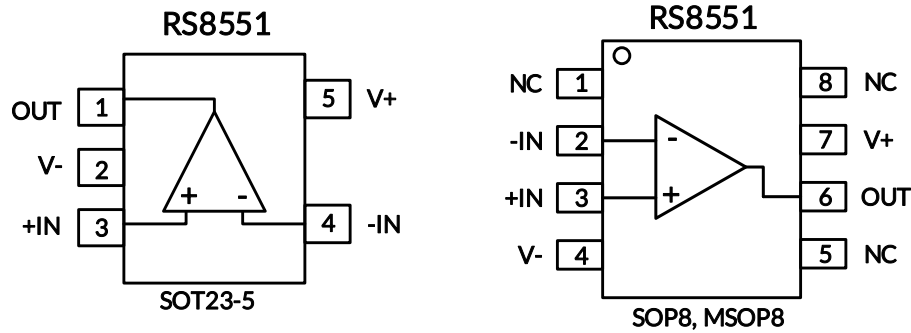 RS8551
OUT 1
V- 2
+IN 3
5 V+
4 -IN
+ -
SOT23-5
RS8551
NC 1
-IN 2
+IN 3
V- 4
8 NC
7 V+
6 OUT
5 NC
-
+
SOP8, MSOP8